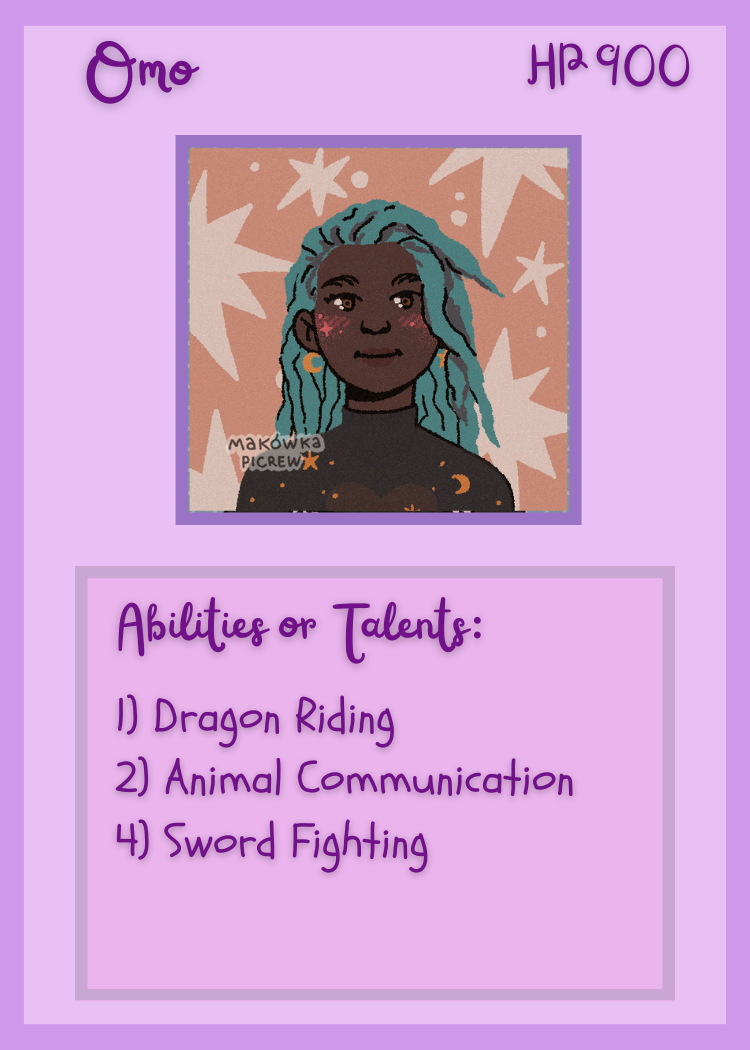 Omo
HP 900
makówka
picrew
Abilities or Talents:
1) Dragon Riding
2) Animal Communication
4) Sword Fighting